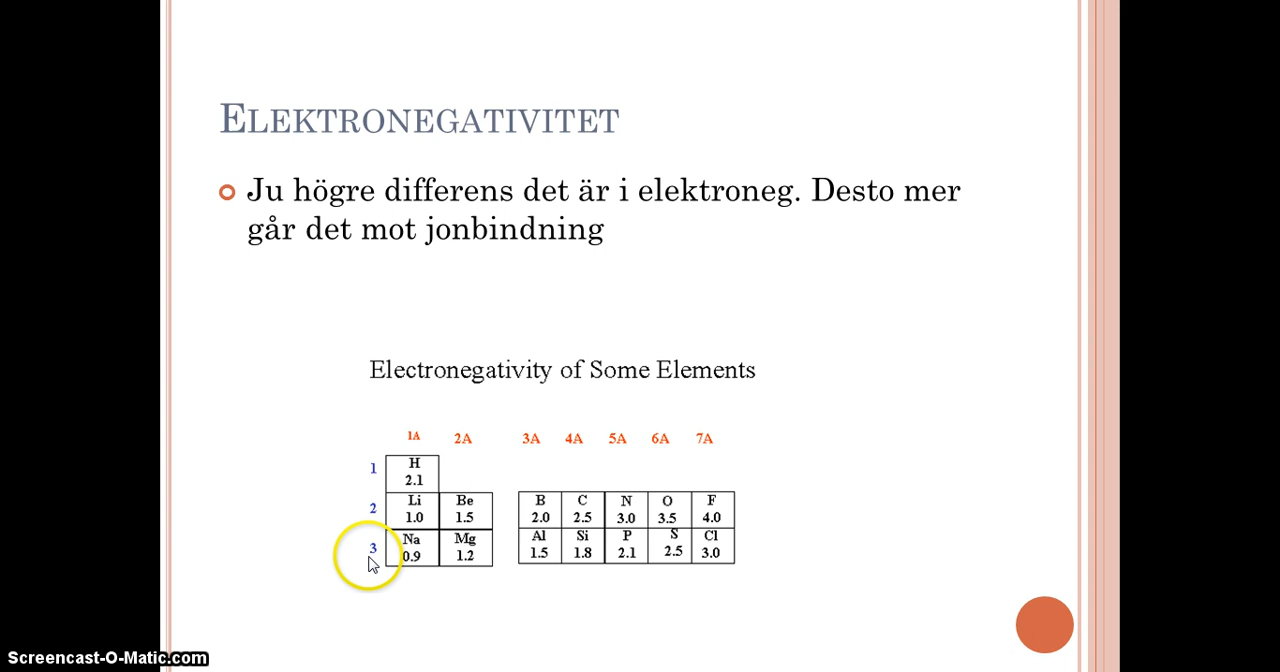 ELEKTRONEGATIVITET
Ju högre differens det är i elektroneg. Desto mer
går det mot jonbindning
Electronegativity of Some Elements
1A 2A 3A 4A 5A 6A 7A
1 H
2.1
2 Li Be B C N O F
1.0 1.5 2.0 2.5 3.0 3.5 4.0
3 Na Mg Al Si P S Cl
0.9 1.2 1.5 1.8 2.1 2.5 3.0
Screencast-O-Matic.com